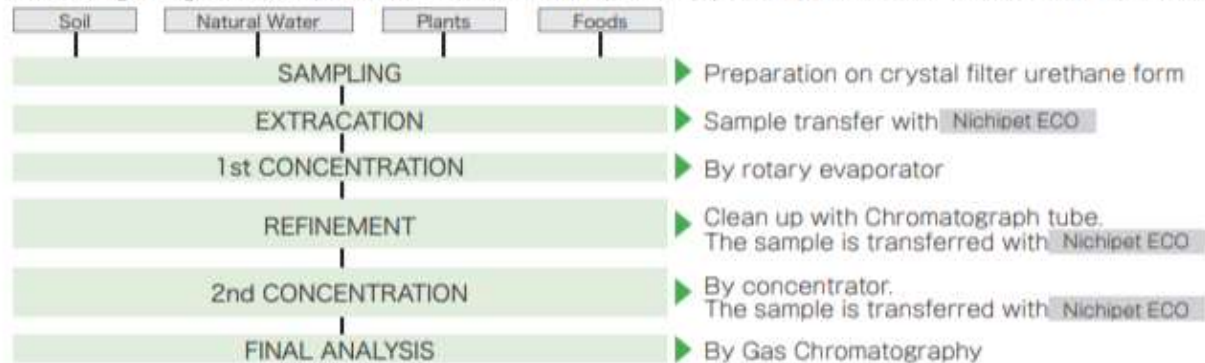 Soil
Natural Water
Plants
Foods
SAMPLING
Preparation on crystal filter urethane form
EXTRACATION
Sample transfer with Nichipet ECO
1st CONCENTRATION
By rotary evaporator
REFINEMENT
Clean up with Chromatograph tube.
The sample is transferred with Nichipet ECO
2nd CONCENTRATION
By concentrator.
The sample is transferred with Nichipet ECO
FINAL ANALYSIS
By Gas Chromatography